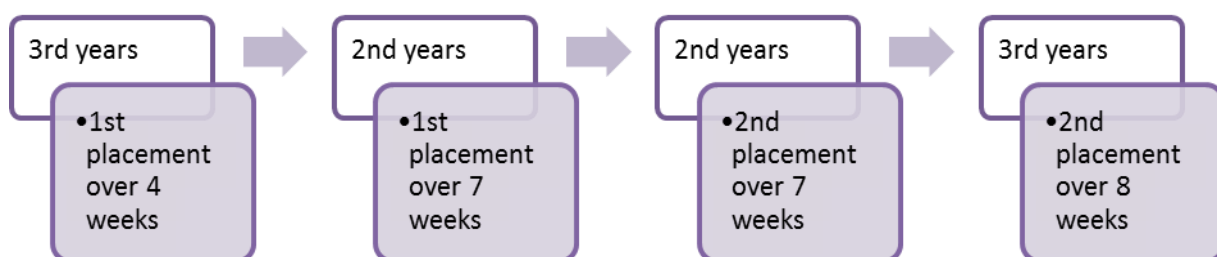 3rd years
•1st
placement
over 4
weeks
2nd years
•1st
placement
over 7
weeks
2nd years
•2nd
placement
over 7
weeks
3rd years
•2nd
placement
over 8
weeks